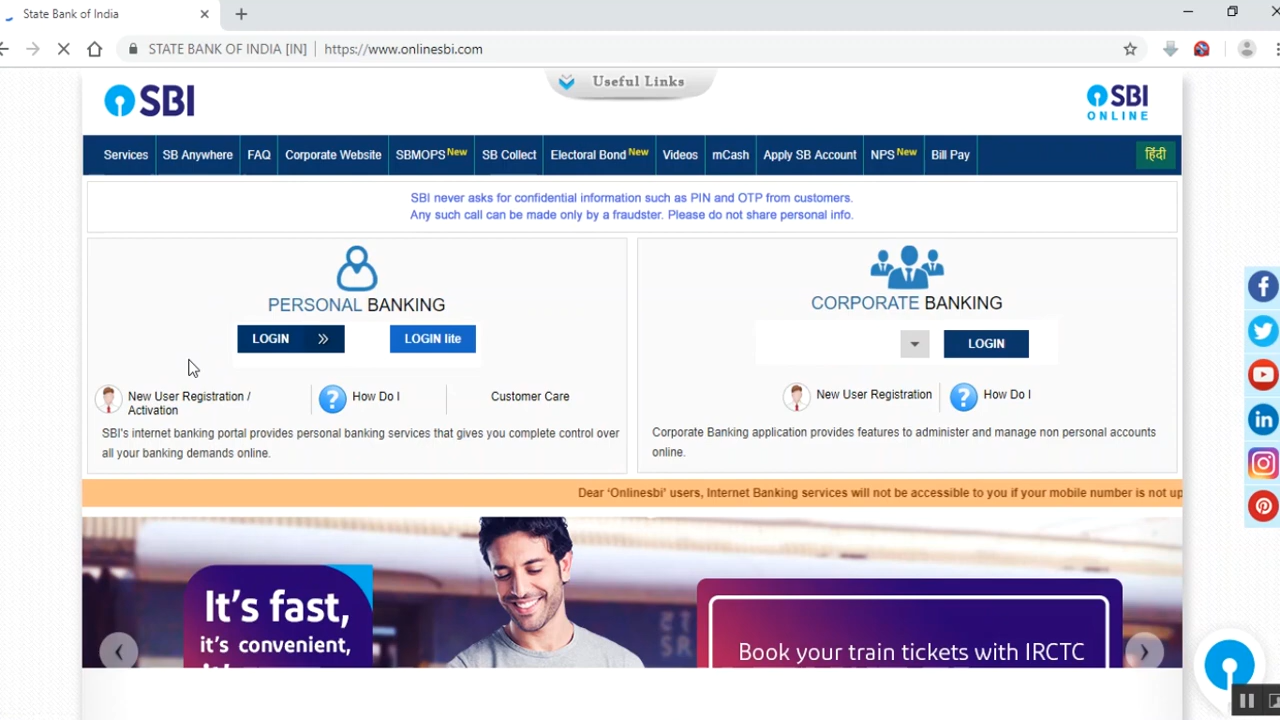 State Bank of India
STATE BANK OF INDIA [IN] https://www.onlinesbi.com
Useful Links
SBI
SBI
ONLINE
Services SB Anywhere FAQ Corporate Website SBMOPS New SB Collect Electoral Bond New Videos mCash Apply SB Account NPS New Bill Pay हिंदी
SBI never asks for confidential information such as PIN and OTP from customers.
Any such call can be made only by a fraudster. Please do not share personal info.
PERSONAL BANKING
LOGIN LOGIN lite
New User Registration /
Activation
How Do I
Customer Care
SBI's internet banking portal provides personal banking services that gives you complete control over
all your banking demands online.
CORPORATE BANKING
LOGIN
New User Registration
How Do I
Corporate Banking application provides features to administer and manage non personal accounts
online.
Dear ‘Onlinesbi’ users, Internet Banking services will not be accessible to you if your mobile number is not up
It's fast,
it's convenient,
Book your train tickets with IRCTC